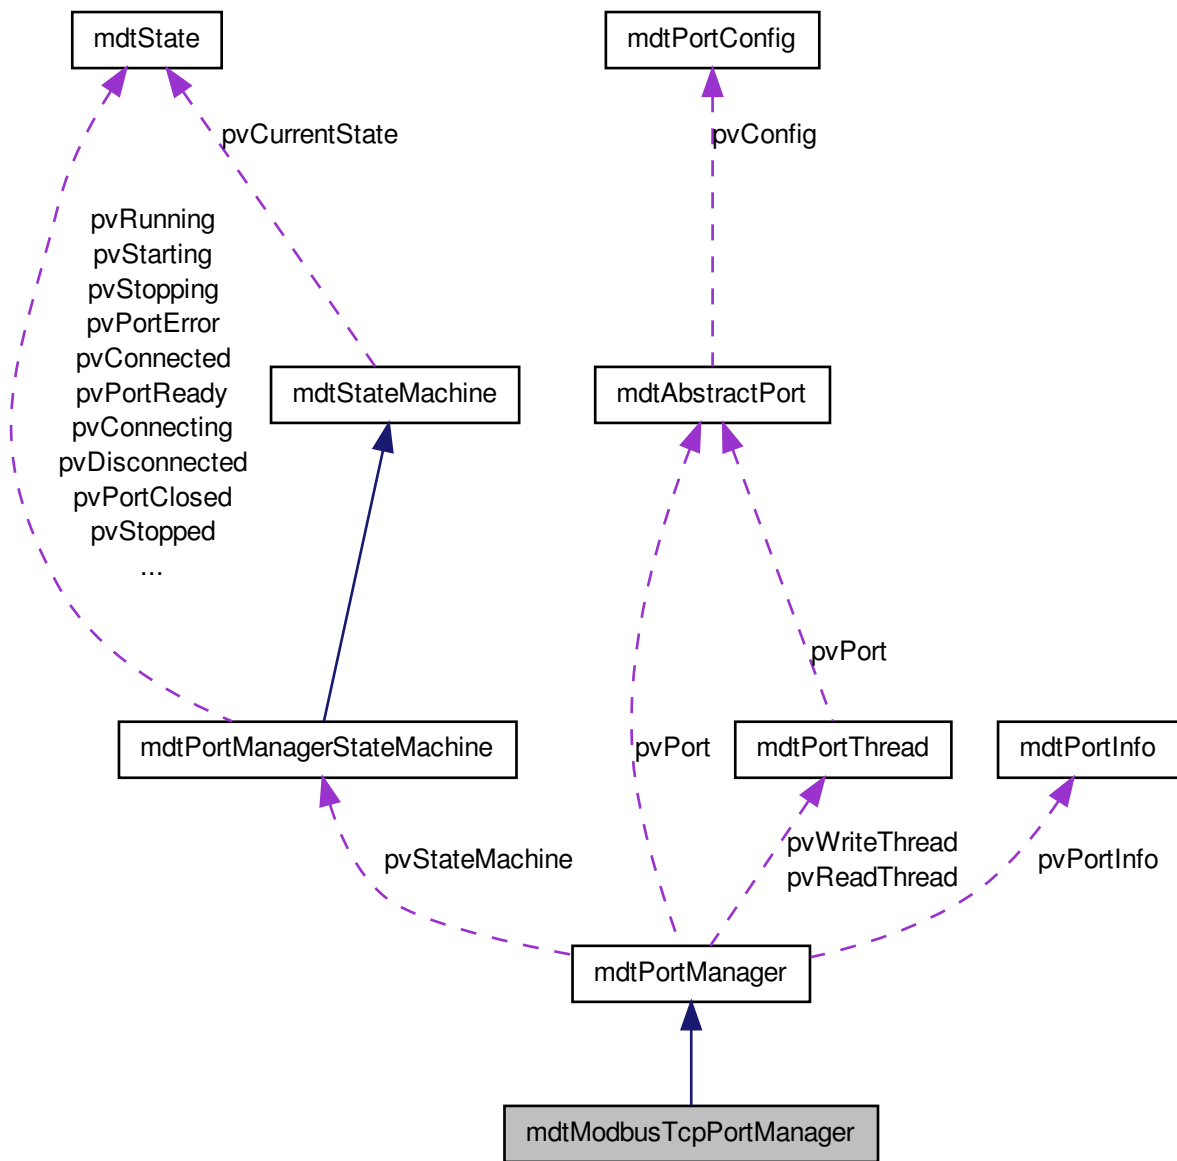 mdtState
mdtPortConfig
pvCurrentState
pvConfig
pvRunning
pvStarting
pvStopping
pvPortError
pvConnected
pvPortReady
pvConnecting
pvDisconnected
pvPortClosed
pvStopped
...
mdtStateMachine
mdtAbstractPort
pvPort
mdtPortManagerStateMachine
pvPort
mdtPortThread
mdtPortInfo
pvStateMachine
pvWriteThread
pvReadThread
pvPortInfo
mdtPortManager
mdtModbusTcpPortManager